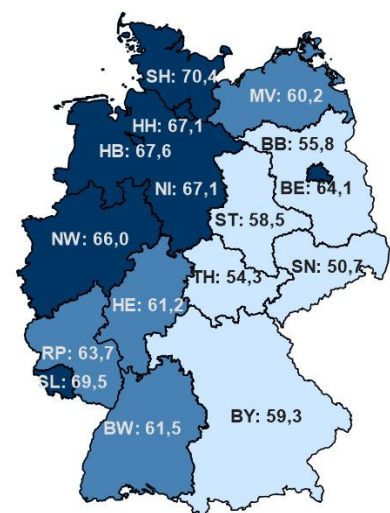 SH: 70,4
MV: 60,2
HH: 67,1
HB: 67,6
BB: 55,8
BE: 64,1
NI: 67,1
ST: 58,5
NW: 66,0
SN: 50,7
TH: 54,3
HE: 61,2
RP: 63,7
SL: 69,5
BW: 61,5
BY: 59,3